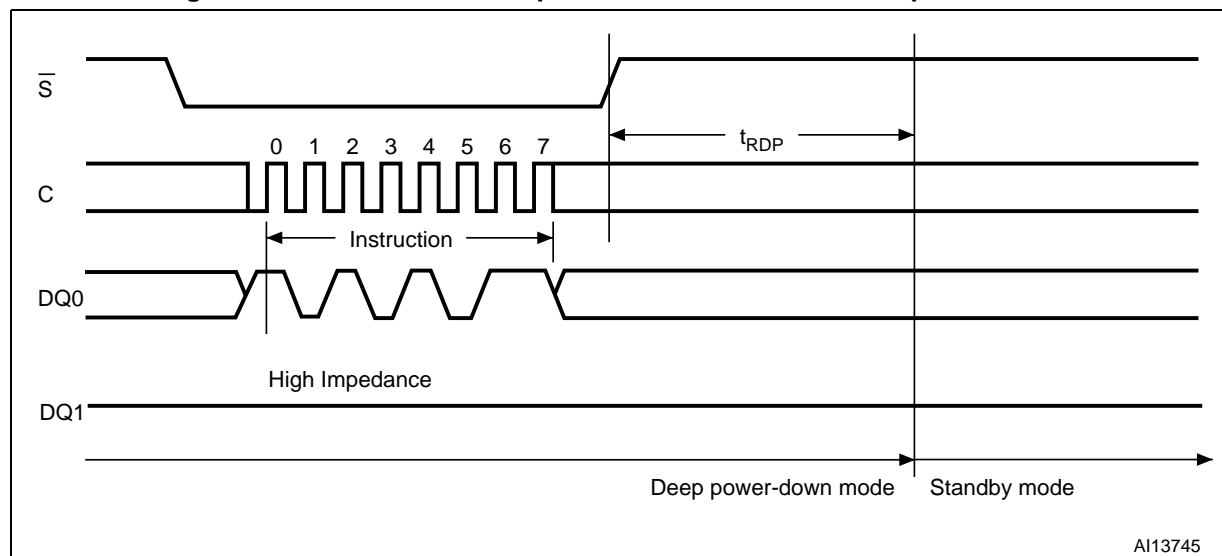 S̅
t_RDP
0 1 2 3 4 5 6 7
C
Instruction
DQ0
High Impedance
DQ1
Deep power-down mode Standby mode
AI13745